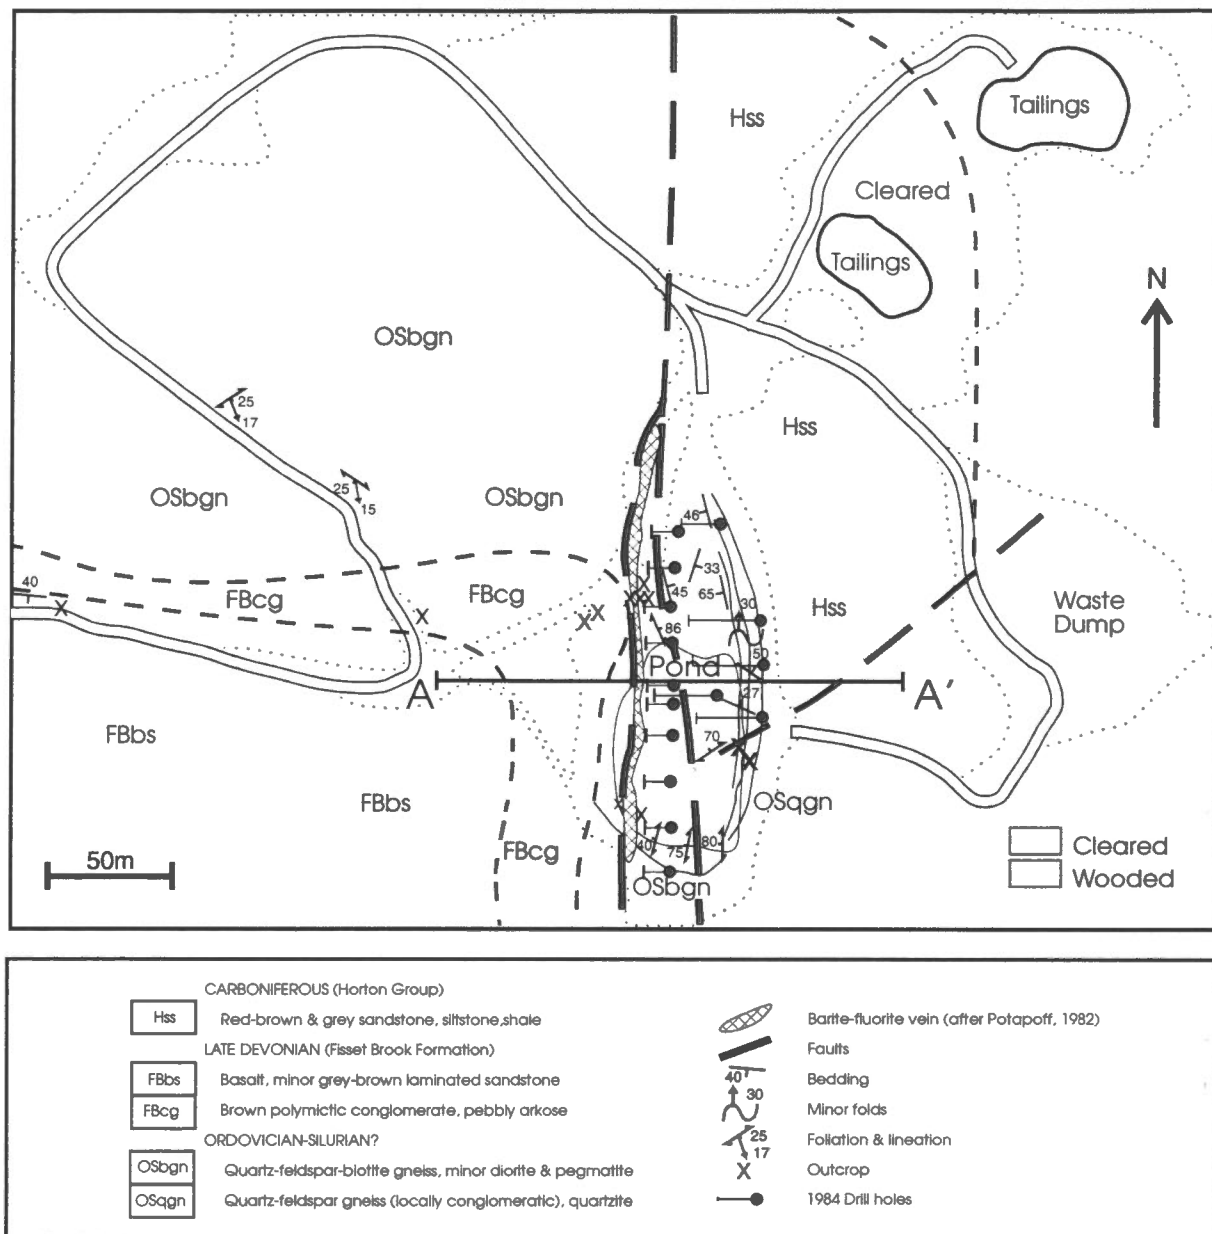 Hss
Tailings
Cleared
Tailings
N
OSbgn
25
17
Hss
OSbgn
25
15
OSbgn
46
33
45
65
30
40
FBcg
FBcg
Hss
Waste
Dump
86
50
Pond
A
27
A'
70
FBbs
FBbs
OSqgn
50m
FBcg
40
75
80
OSbgn
Cleared
Wooded
CARBONIFEROUS (Horton Group)
Hss Red-brown & grey sandstone, siltstone,shale
LATE DEVONIAN (Fisset Brook Formation)
FBbs Basalt, minor grey-brown laminated sandstone
FBcg Brown polymictic conglomerate, pebbly arkose
ORDOVICIAN-SILURIAN?
OSbgn Quartz-feldspar-biotite gneiss, minor diorite & pegmatite
OSqgn Quartz-feldspar gneiss (locally conglomeratic), quartzite
Barite-fluorite vein (after Potapoff, 1982)
Faults
40 Bedding
30 Minor folds
25 Foliation & lineation
17
X Outcrop
1984 Drill holes